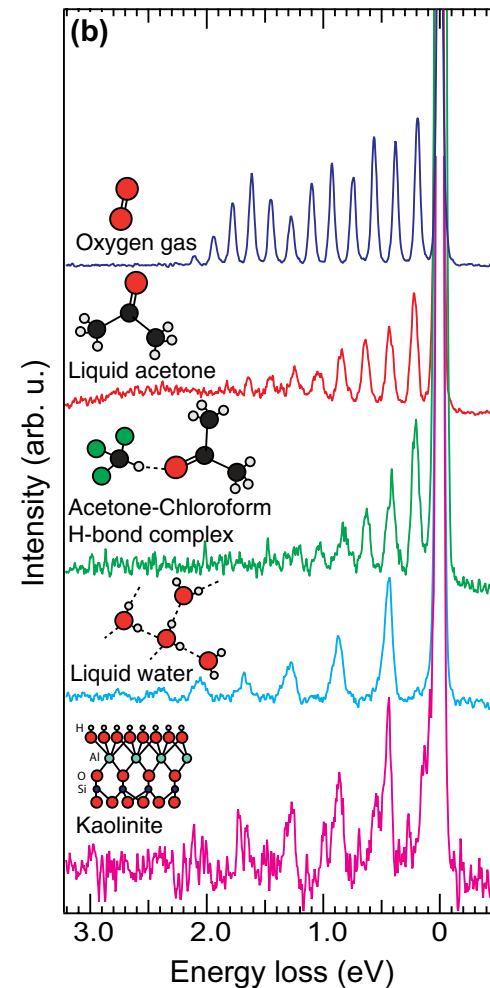 (b)
Oxygen gas
Liquid acetone
Acetone-Chloroform
H-bond complex
Liquid water
H
Al
O
Si
Kaolinite
Intensity (arb. u.)
3.0 2.0 1.0 0
Energy loss (eV)